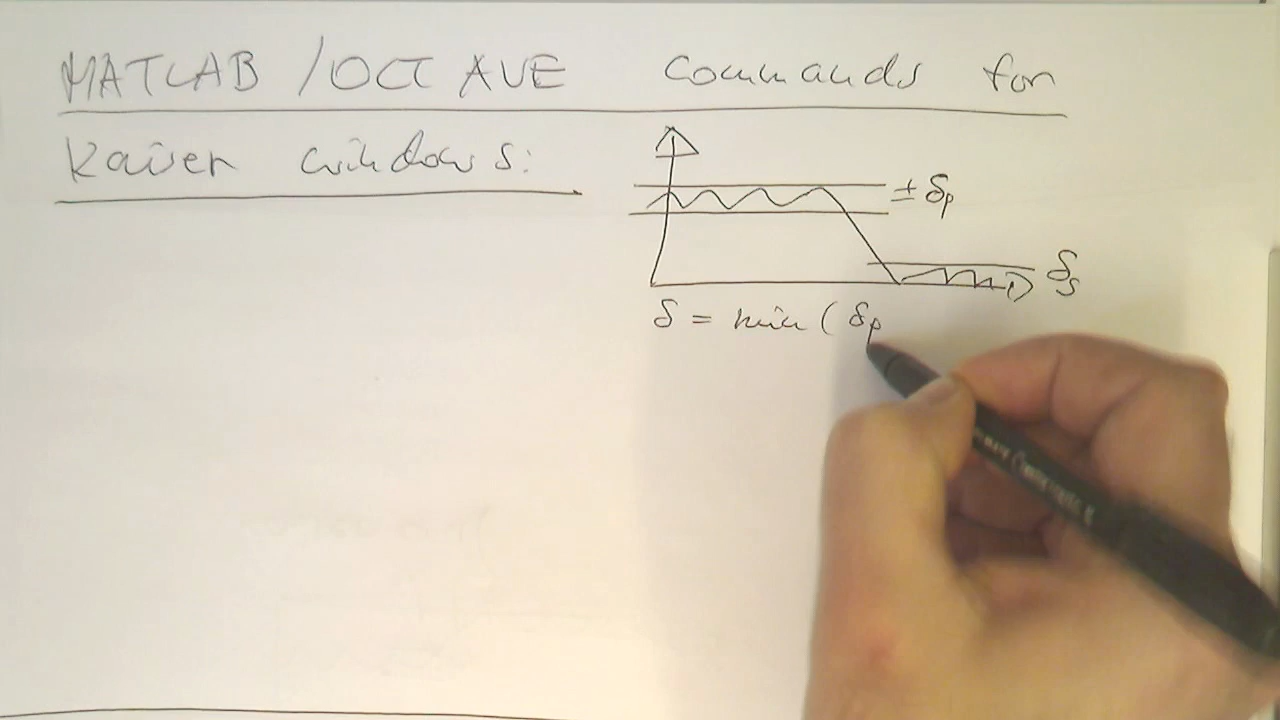 MATLAB / OCTAVE commands for
Kaiser windows:
± δp
δs
δ = min ( δp